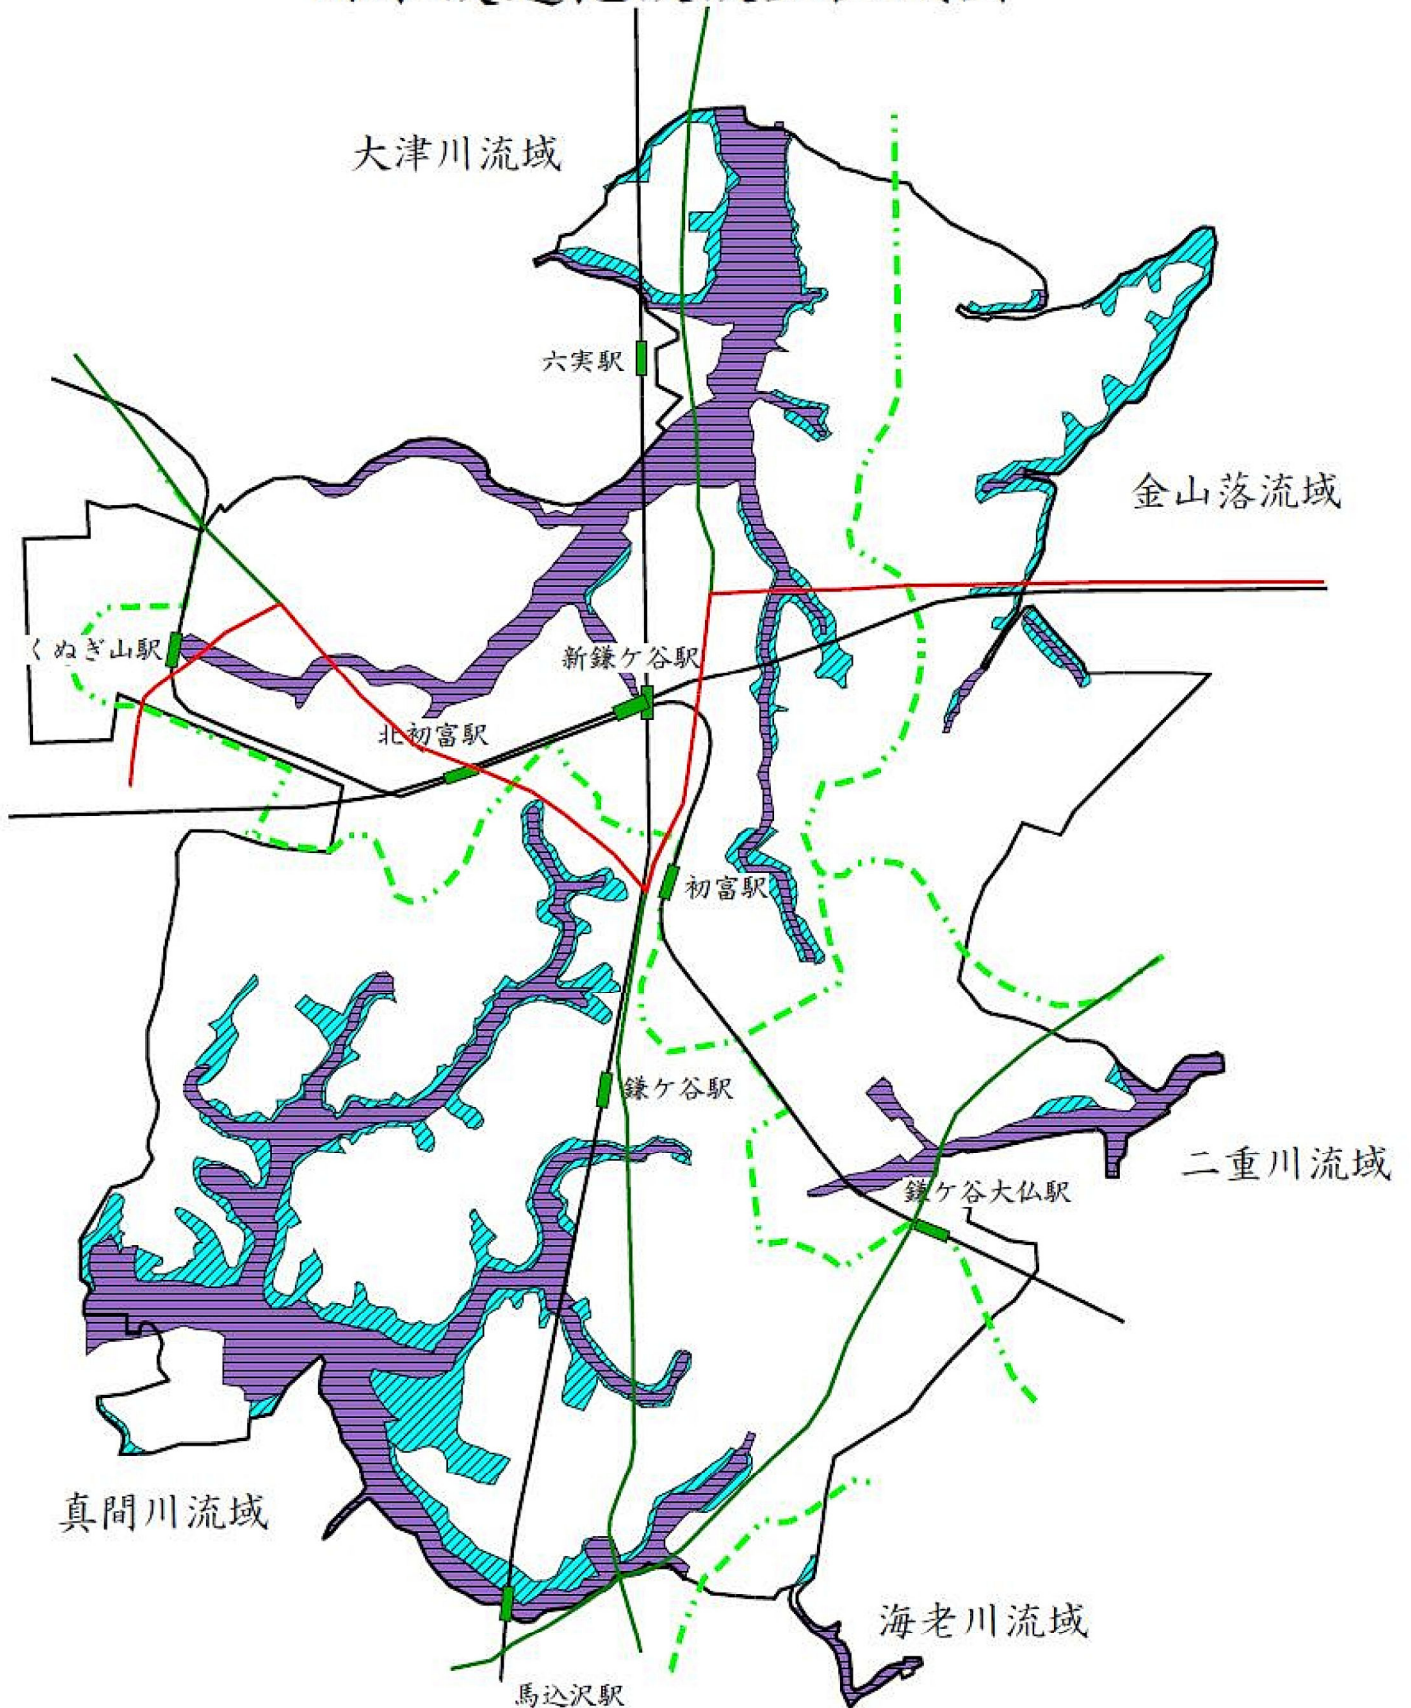 大津川流域
六実駅
金山落流域
くぬぎ山駅
新鎌ケ谷駅
北初富駅
初富駅
鎌ケ谷駅
二重川流域
鎌ケ谷大仏駅
真間川流域
海老川流域
馬込沢駅